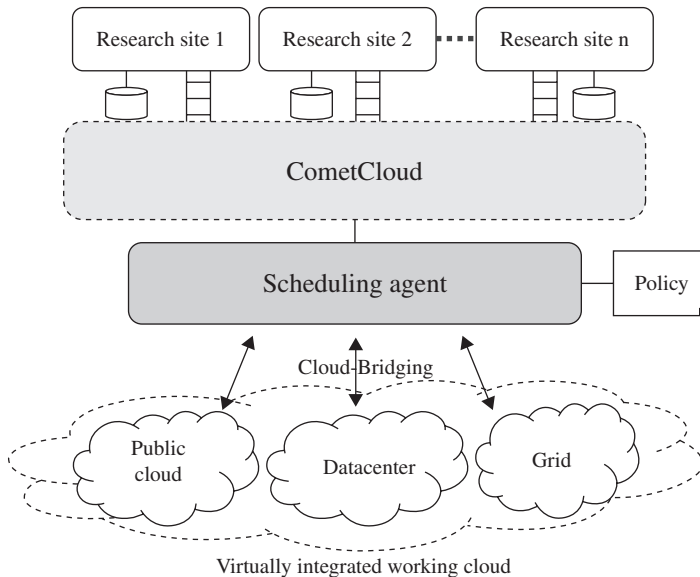 Research site 1
Research site 2
Research site n
CometCloud
Scheduling agent
Policy
Cloud-Bridging
Public
cloud
Datacenter
Grid
Virtually integrated working cloud